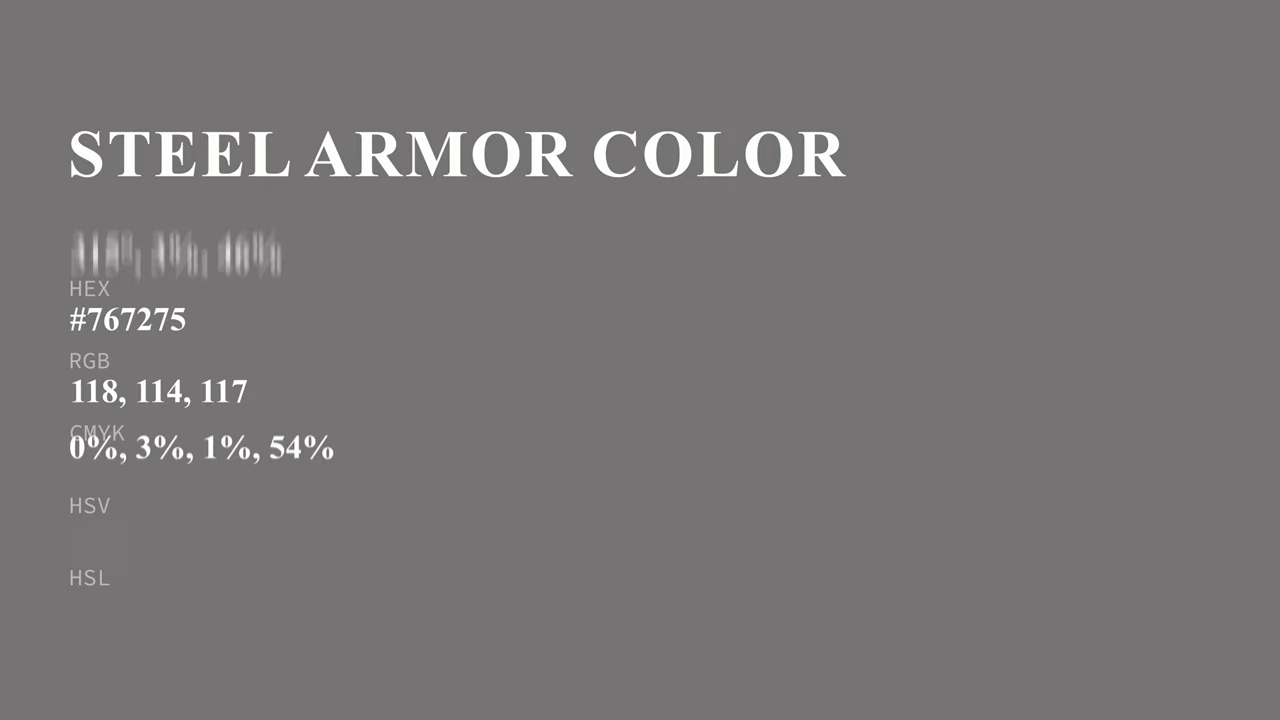 STEEL ARMOR COLOR
HEX
#767275
RGB
118, 114, 117
CMYK
0%, 3%, 1%, 54%
HSV
HSL